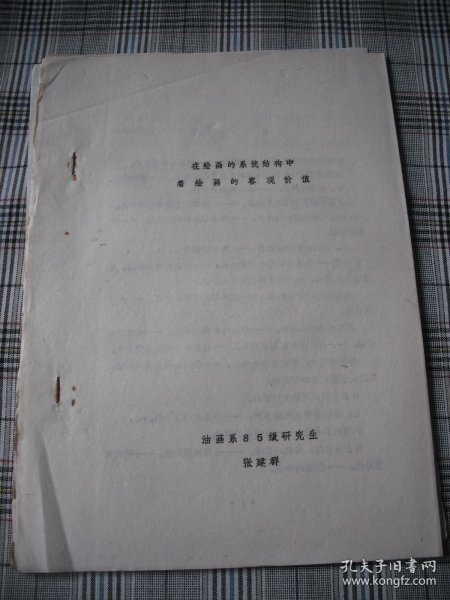 在绘画的系统结构中
看绘画的客观价值
油画系85级研究生
张建群
孔夫子旧书网
www.kongfz.com